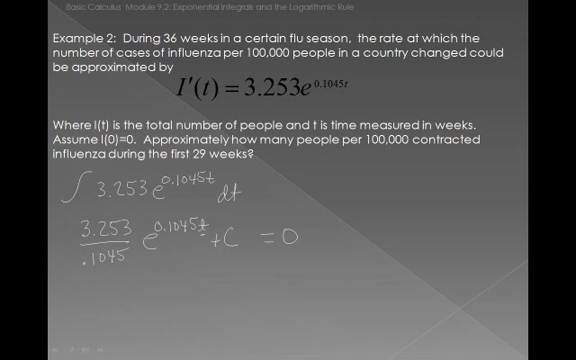 Basic Calculus: Module 9.2: Exponential Integrals and the Logarithmic Rule
Example 2: During 36 weeks in a certain flu season, the rate at which the
number of cases of influenza per 100,000 people in a country changed could
be approximated by
I'(t) = 3.253e^{0.1045t}
Where I(t) is the total number of people and t is time measured in weeks.
Assume I(0)=0. Approximately how many people per 100,000 contracted
influenza during the first 29 weeks?
∫ 3.253 e^{0.1045t} dt
3.253/.1045 e^{0.1045t} + C = 0